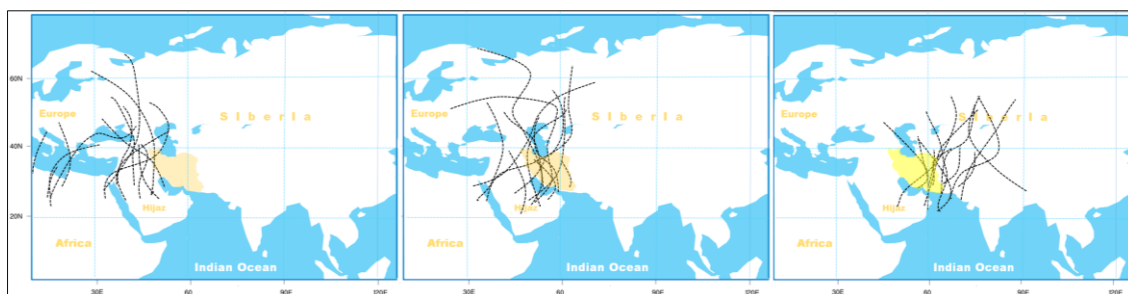 60N
Europe
Siberia
40N
20N
Hijaz
Africa
Indian Ocean
30E
60
90E
120E
Europe
Siberia
Hijaz
Africa
Indian Ocean
30E
60
90E
120E
Europe
Siberia
Hijaz
Africa
Indian Ocean
30E
60
90E
120E